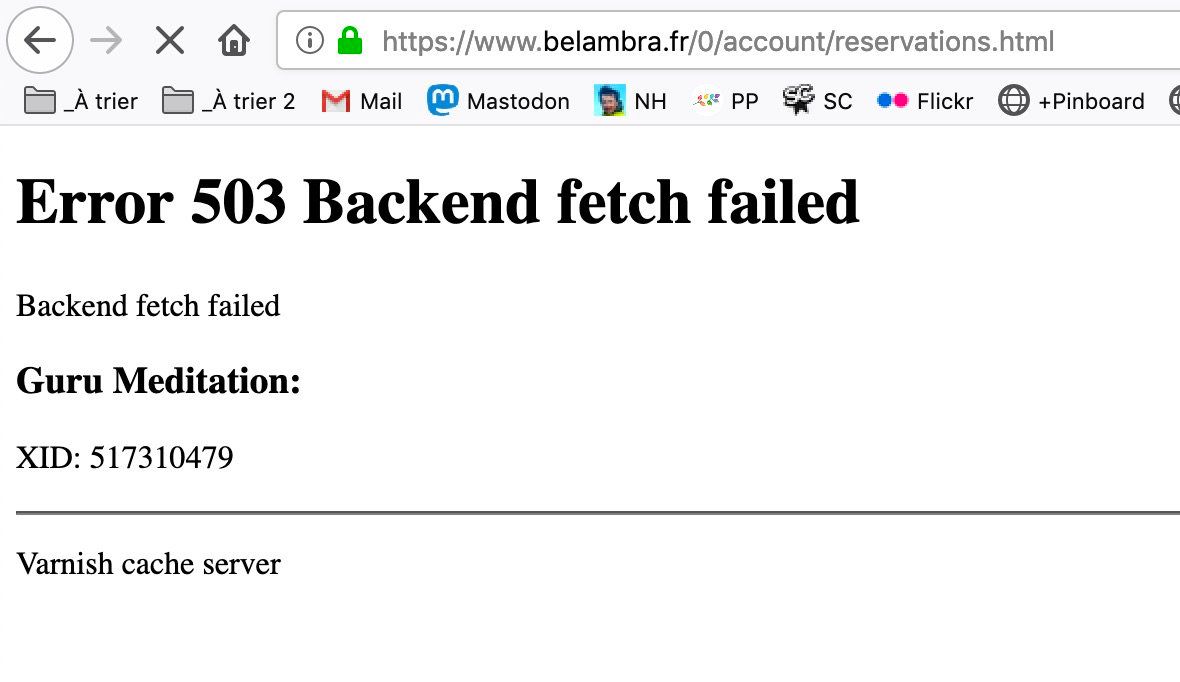 https://www.belambra.fr/0/account/reservations.html
_À trier _À trier 2 Mail Mastodon NH PP SC Flickr +Pinboard
Error 503 Backend fetch failed
Backend fetch failed
Guru Meditation:
XID: 517310479
Varnish cache server